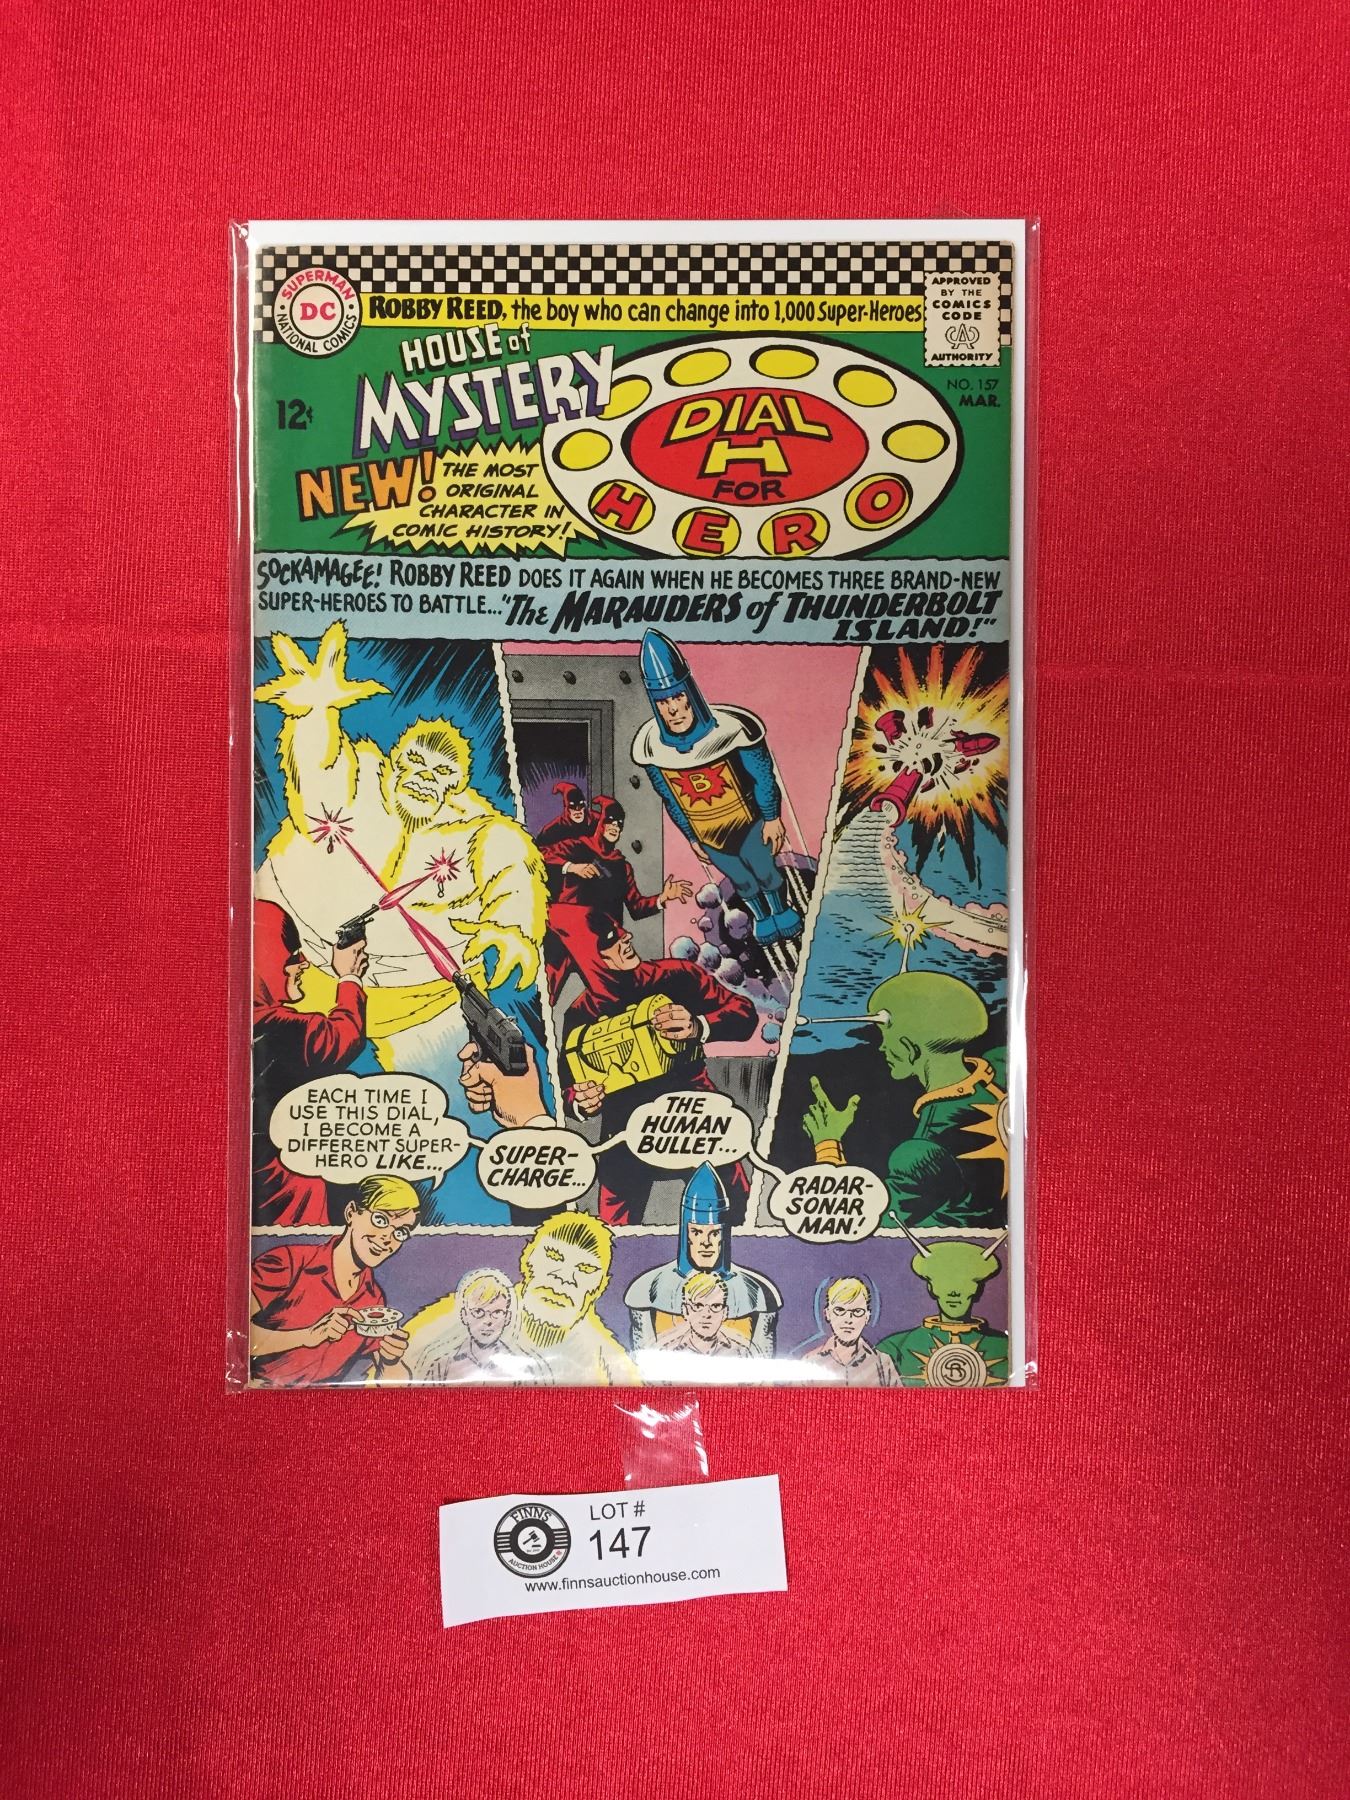 SUPERMAN
DC
NATIONAL COMICS
ROBBY REED, the boy who can change into 1,000 Super-Heroes
APPROVED
BY THE
COMICS
CODE
CA
AUTHORITY
HOUSE of
MYSTERY
12¢
NO. 157
MAR.
DIAL
H
FOR
HERO
NEW!
THE MOST
ORIGINAL
CHARACTER IN
COMIC HISTORY!
SOCKAMAGEE! ROBBY REED DOES IT AGAIN WHEN HE BECOMES THREE BRAND-NEW
SUPER-HEROES TO BATTLE... "The MARAUDERS of THUNDERBOLT
ISLAND!"
B
EACH TIME I
USE THIS DIAL,
I BECOME A
DIFFERENT SUPER-
HERO LIKE...
SUPER-
CHARGE...
THE
HUMAN
BULLET...
RADAR-
SONAR
MAN!
FINNS
AUCTION HOUSE
LOT #
147
www.finnsauctionhouse.com